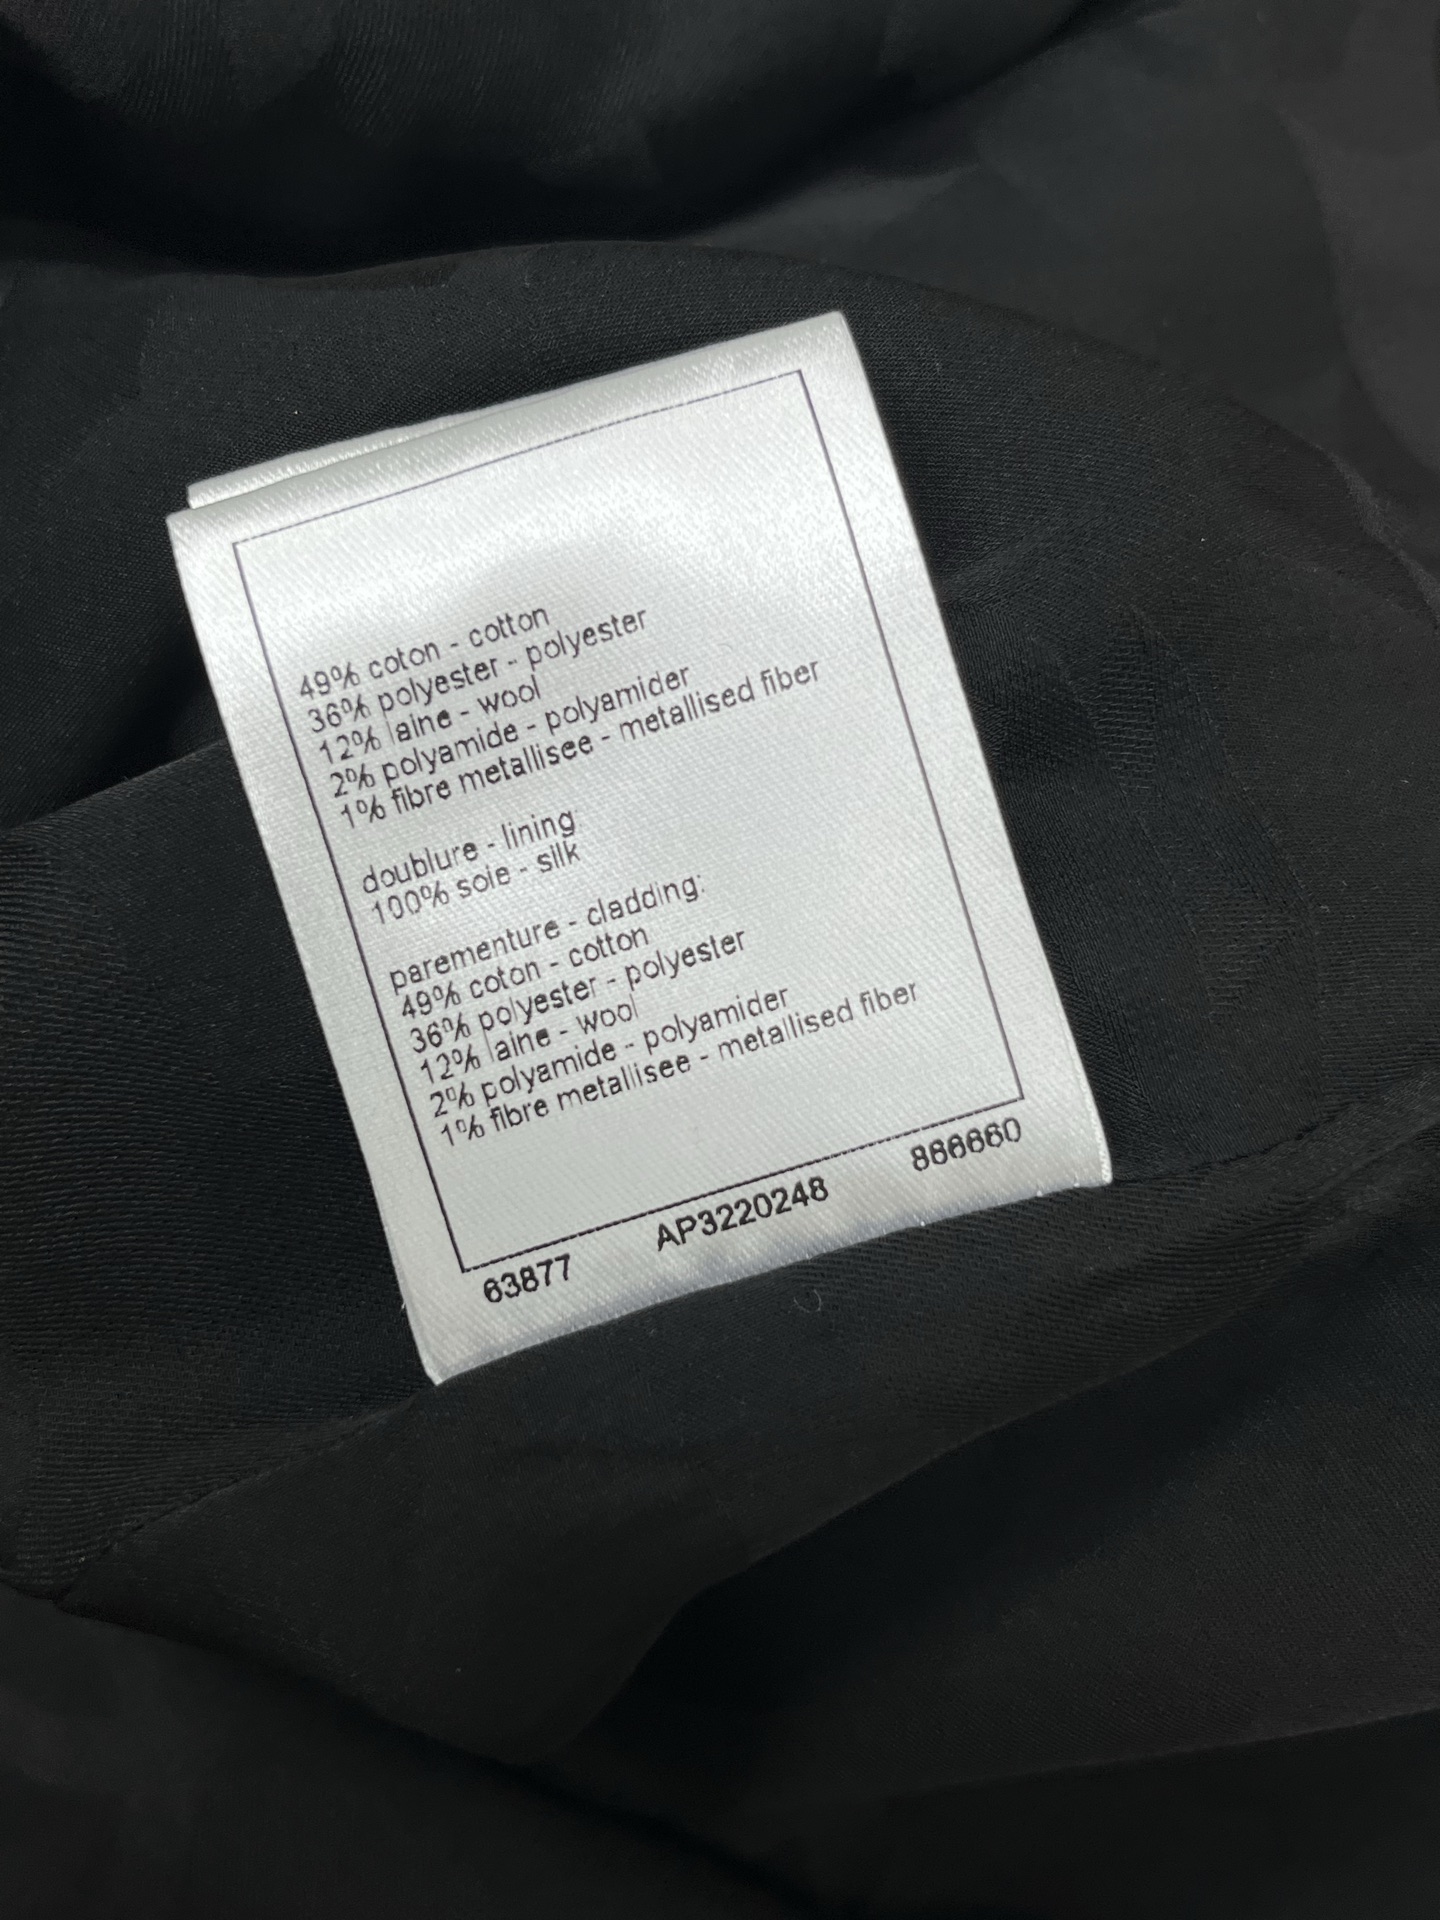 49% coton - cotton
36% polyester - polyester
12% laine - wool
2% polyamide - polyamider
1% fibre metallisee - metallised fiber
doublure - lining:
100% soie - silk
parementure - cladding:
49% coton - cotton
36% polyester - polyester
12% laine - wool
2% polyamide - polyamider
1% fibre metallisee - metallised fiber
63877 AP3220248 866660